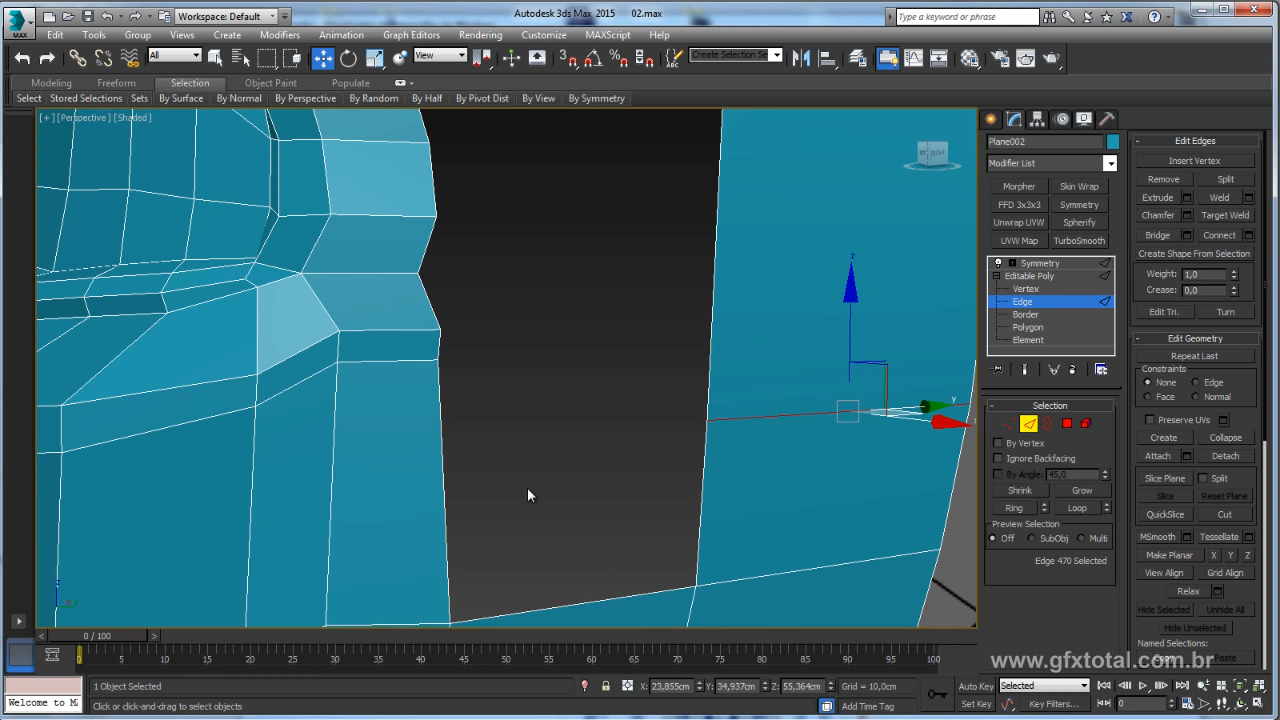 Workspace: Default
Autodesk 3ds Max 2015 02.max
Type a keyword or phrase
MAX
Edit Tools Group Views Create Modifiers Animation Graph Editors Rendering Customize MAXScript Help
All
View
Create Selection Se
Modeling Freeform Selection Object Paint Populate
Select Stored Selections Sets By Surface By Normal By Perspective By Random By Half By Pivot Dist By View By Symmetry
[+] [Perspective] [Shaded]
z
y
Plane002
Modifier List
Morpher Skin Wrap
FFD 3x3x3 Symmetry
Unwrap UVW Spherify
UVW Map TurboSmooth
Symmetry
Editable Poly
Vertex
Edge
Border
Polygon
Element
Selection
By Vertex
Ignore Backfacing
By Angle: 45,0
Shrink Grow
Ring Loop
Preview Selection
Off SubObj Multi
Edge 470 Selected
Edit Edges
Insert Vertex
Remove Split
Extrude Weld
Chamfer Target Weld
Bridge Connect
Create Shape From Selection
Weight: 1,0
Crease: 0,0
Edit Tri. Turn
Edit Geometry
Repeat Last
Constraints
None Edge
Face Normal
Preserve UVs
Create Collapse
Attach Detach
Slice Plane Split
Slice Reset Plane
QuickSlice Cut
MSmooth Tessellate
Make Planar X Y Z
View Align Grid Align
Relax
Hide Selected Unhide All
Hide Unselected
Named Selections:
Copy Paste
www.gfxtotal.com.br
0 / 100
0 5 10 15 20 25 30 35 40 45 50 55 60 65 70 75 80 85 90 95 100
1 Object Selected
X: 23,855cm Y: 34,937cm Z: 55,364cm Grid = 10,0cm
Auto Key Selected
Welcome to M
Click or click-and-drag to select objects
Add Time Tag
Set Key Key Filters...
0